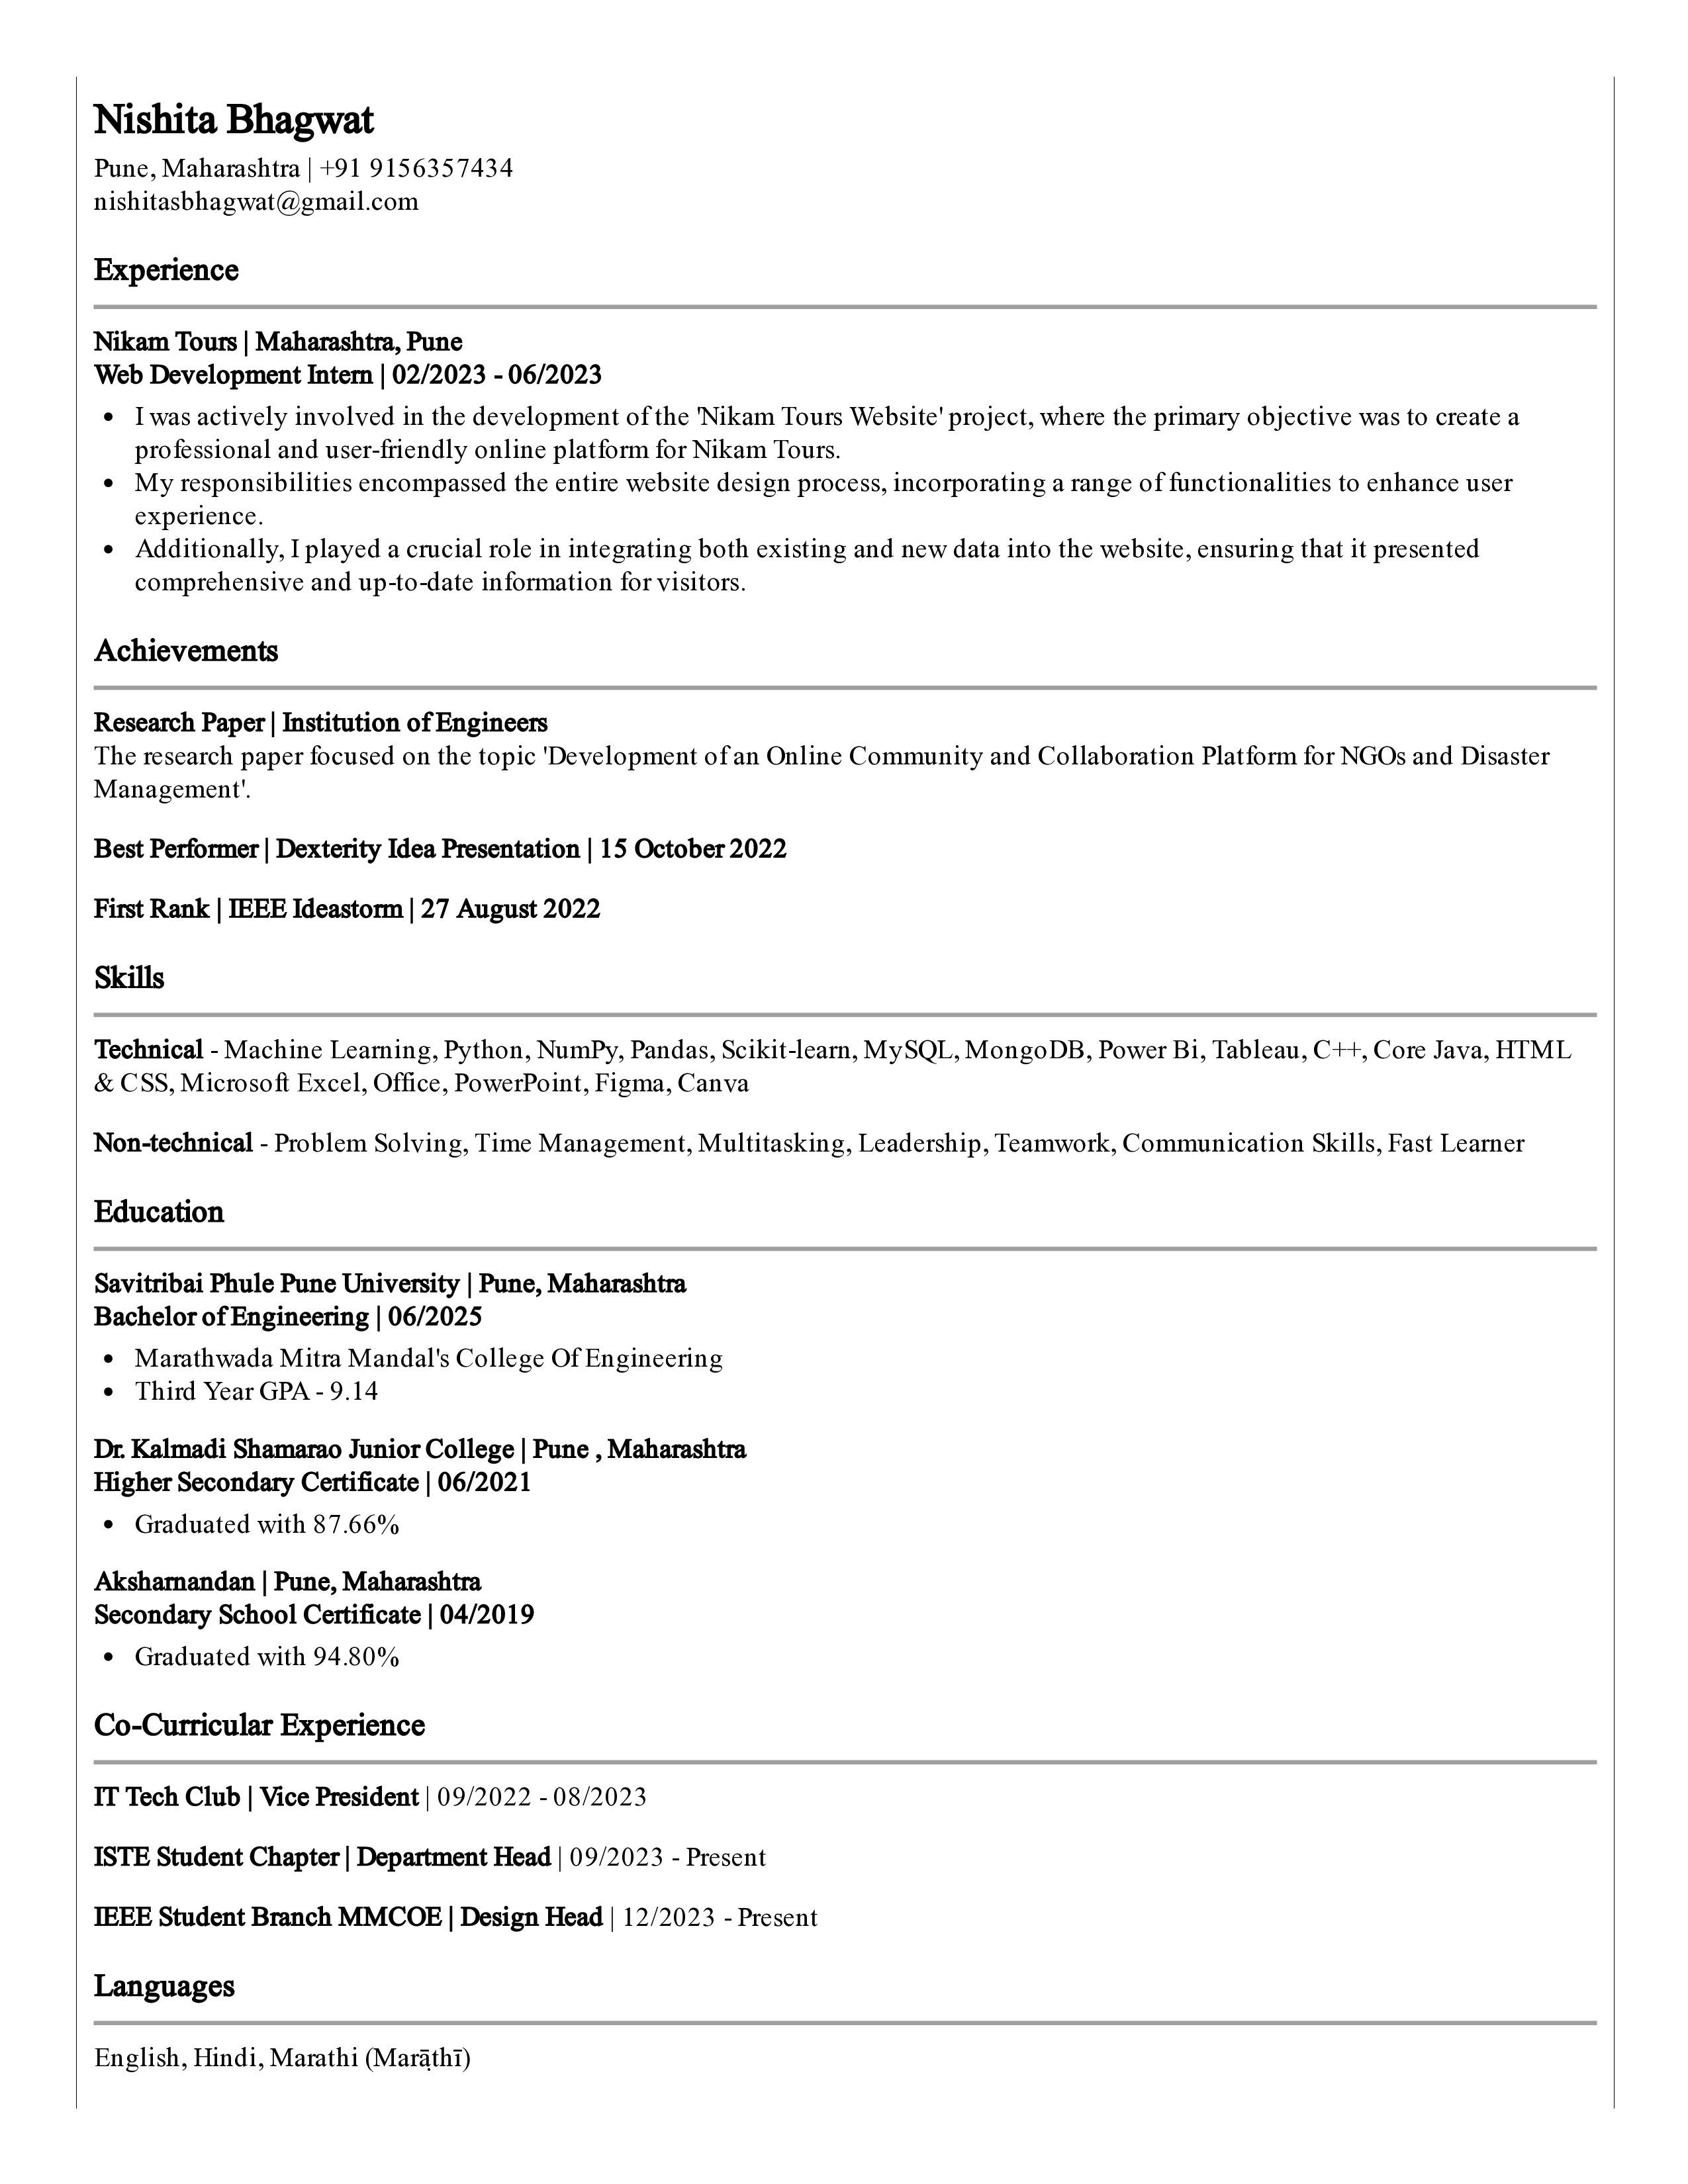 Nishita Bhagwat
Pune, Maharashtra | +91 9156357434
nishitasbhagwat@gmail.com
Experience
Nikam Tours | Maharashtra, Pune
Web Development Intern | 02/2023 - 06/2023
• I was actively involved in the development of the 'Nikam Tours Website' project, where the primary objective was to create a
professional and user-friendly online platform for Nikam Tours.
• My responsibilities encompassed the entire website design process, incorporating a range of functionalities to enhance user
experience.
• Additionally, I played a crucial role in integrating both existing and new data into the website, ensuring that it presented
comprehensive and up-to-date information for visitors.
Achievements
Research Paper | Institution of Engineers
The research paper focused on the topic 'Development of an Online Community and Collaboration Platform for NGOs and Disaster
Management'.
Best Performer | Dexterity Idea Presentation | 15 October 2022
First Rank | IEEE Ideastorm | 27 August 2022
Skills
Technical - Machine Learning, Python, NumPy, Pandas, Scikit-learn, MySQL, MongoDB, Power Bi, Tableau, C++, Core Java, HTML
& CSS, Microsoft Excel, Office, PowerPoint, Figma, Canva
Non-technical - Problem Solving, Time Management, Multitasking, Leadership, Teamwork, Communication Skills, Fast Learner
Education
Savitribai Phule Pune University | Pune, Maharashtra
Bachelor of Engineering | 06/2025
• Marathwada Mitra Mandal's College Of Engineering
• Third Year GPA - 9.14
Dr. Kalmadi Shamarao Junior College | Pune , Maharashtra
Higher Secondary Certificate | 06/2021
• Graduated with 87.66%
Aksharnandan | Pune, Maharashtra
Secondary School Certificate | 04/2019
• Graduated with 94.80%
Co-Curricular Experience
IT Tech Club | Vice President | 09/2022 - 08/2023
ISTE Student Chapter | Department Head | 09/2023 - Present
IEEE Student Branch MMCOE | Design Head | 12/2023 - Present
Languages
English, Hindi, Marathi (Marāṭhī)